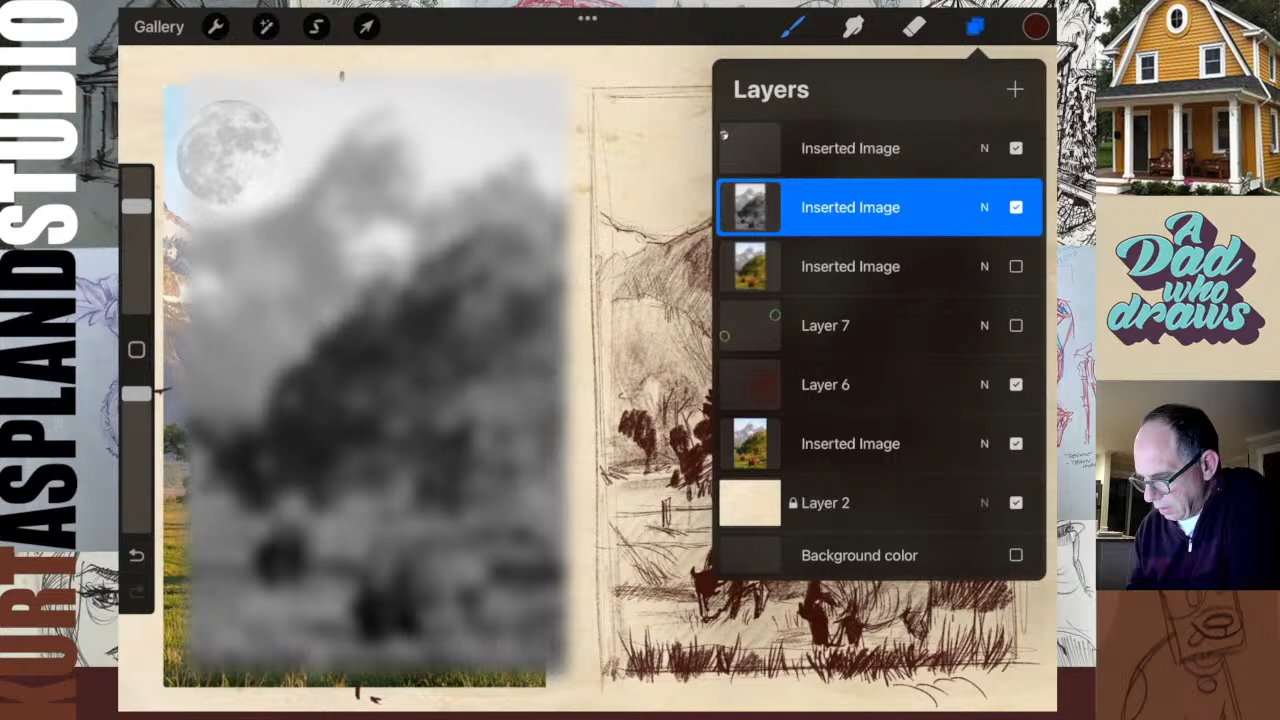 KURT ASPLAND STUDIO
Gallery
Layers
Inserted Image N
Inserted Image N
Inserted Image N
Layer 7 N
Layer 6 N
Inserted Image N
Layer 2 N
Background color
A
Dad
who
draws